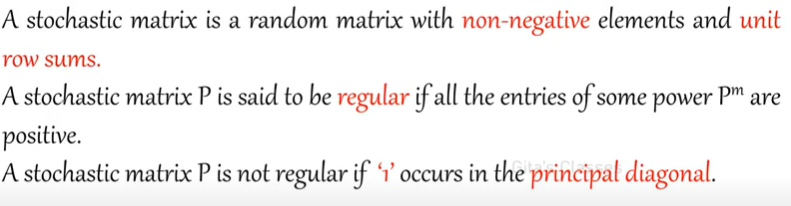 A stochastic matrix is a random matrix with non-negative elements and unit
row sums.
A stochastic matrix P is said to be regular if all the entries of some power Pᵐ are
positive.
A stochastic matrix P is not regular if ‘1’ occurs in the principal diagonal.
Gita's Classes